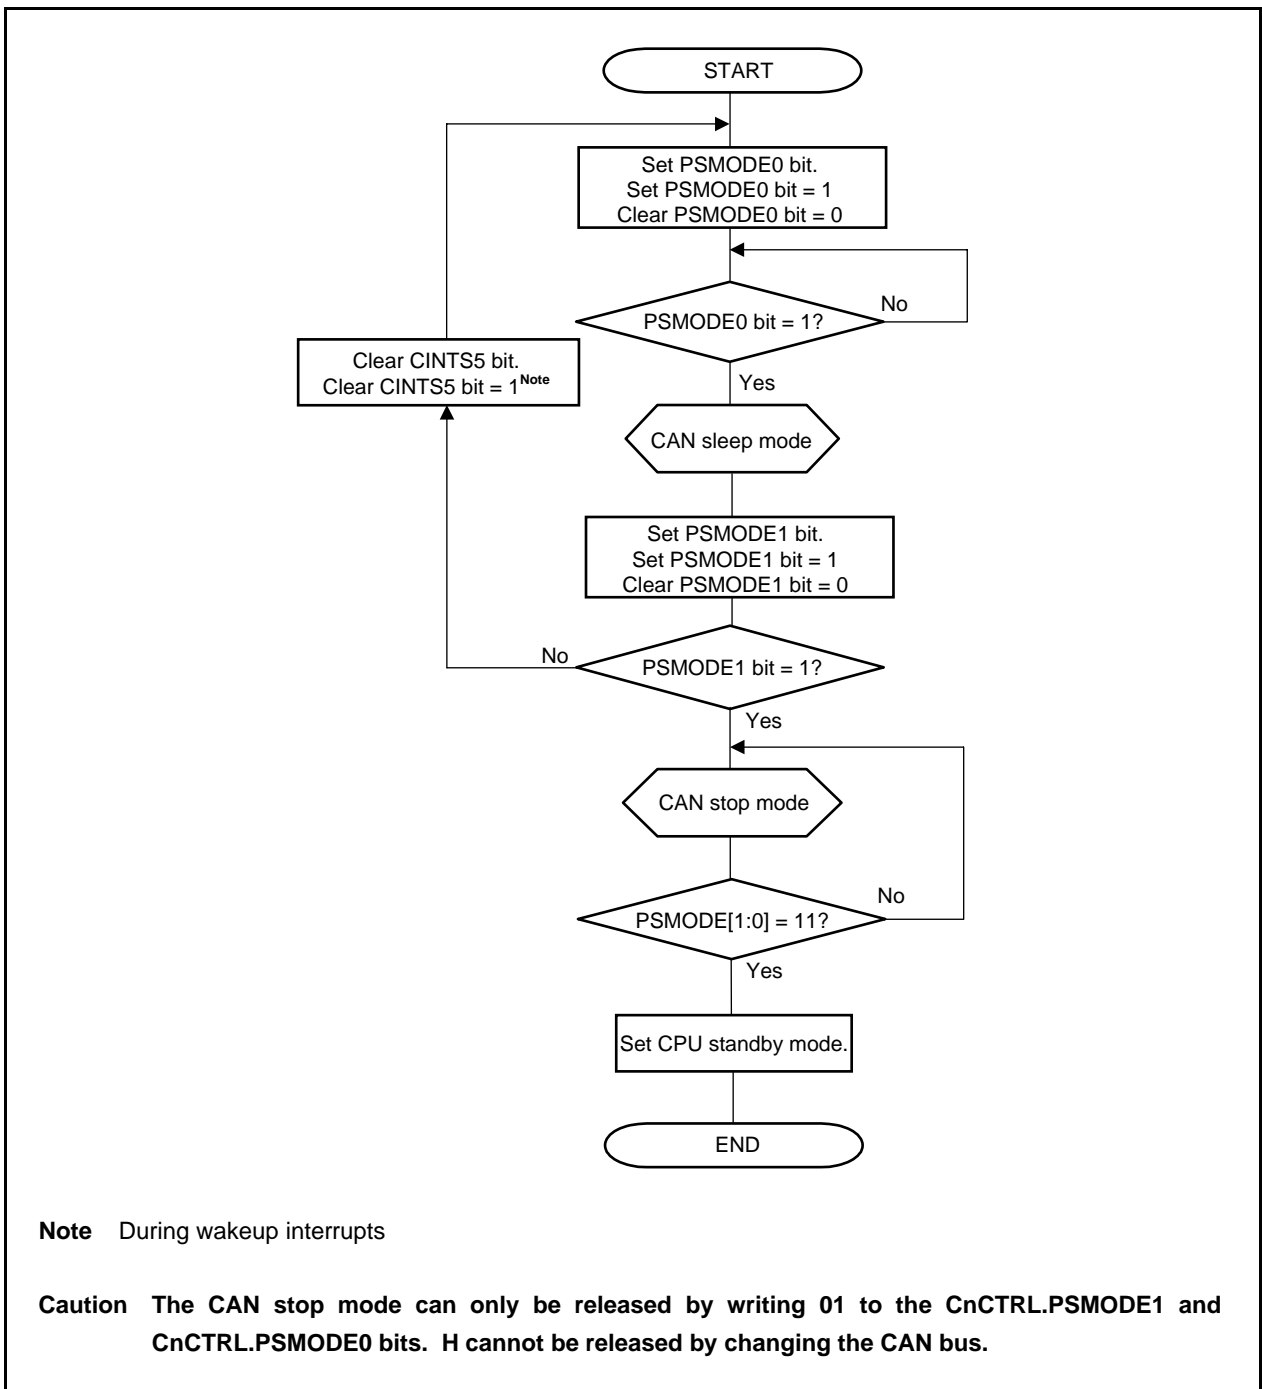 START
Set PSMODE0 bit.
Set PSMODE0 bit = 1
Clear PSMODE0 bit = 0
No
PSMODE0 bit = 1?
Clear CINTS5 bit.
Clear CINTS5 bit = 1Note
Yes
CAN sleep mode
Set PSMODE1 bit.
Set PSMODE1 bit = 1
Clear PSMODE1 bit = 0
No
PSMODE1 bit = 1?
Yes
CAN stop mode
No
PSMODE[1:0] = 11?
Yes
Set CPU standby mode.
END
Note During wakeup interrupts
Caution The CAN stop mode can only be released by writing 01 to the CnCTRL.PSMODE1 and
CnCTRL.PSMODE0 bits. H cannot be released by changing the CAN bus.